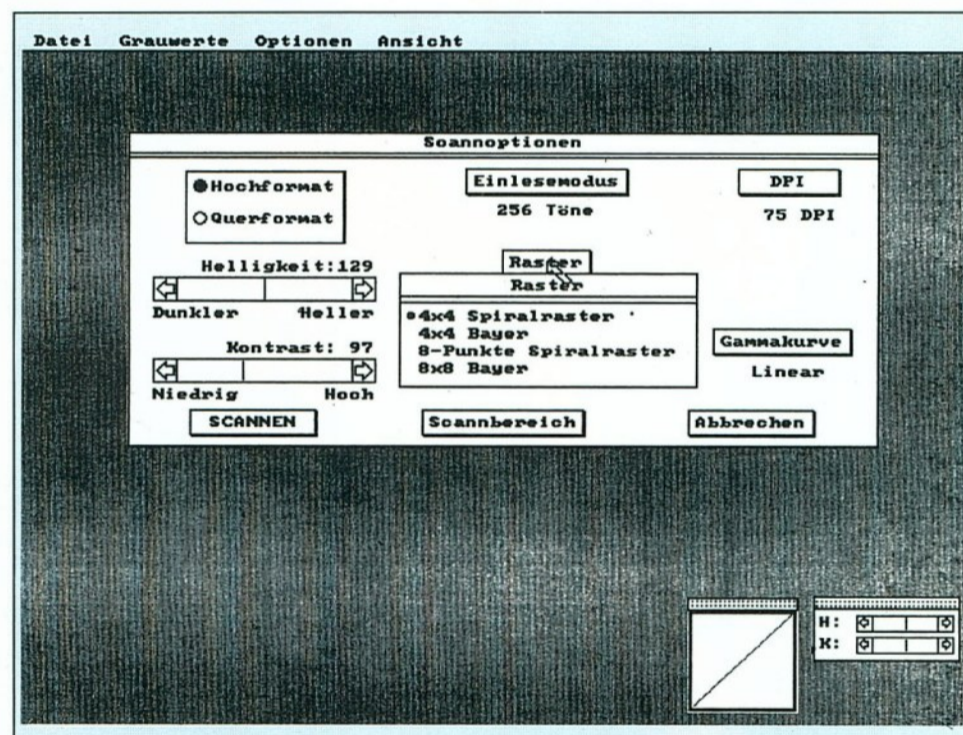 Datei Grauwerte Optionen Ansicht
Scannoptionen
Hochformat
Querformat
Einlesemodus
256 Töne
DPI
75 DPI
Helligkeit:129
Dunkler Heller
Kontrast: 97
Niedrig Hoch
Raster
Raster
4x4 Spiralraster
4x4 Bayer
8-Punkte Spiralraster
8x8 Bayer
Gammakurve
Linear
SCANNEN
Scannbereich
Abbrechen
H:
K: